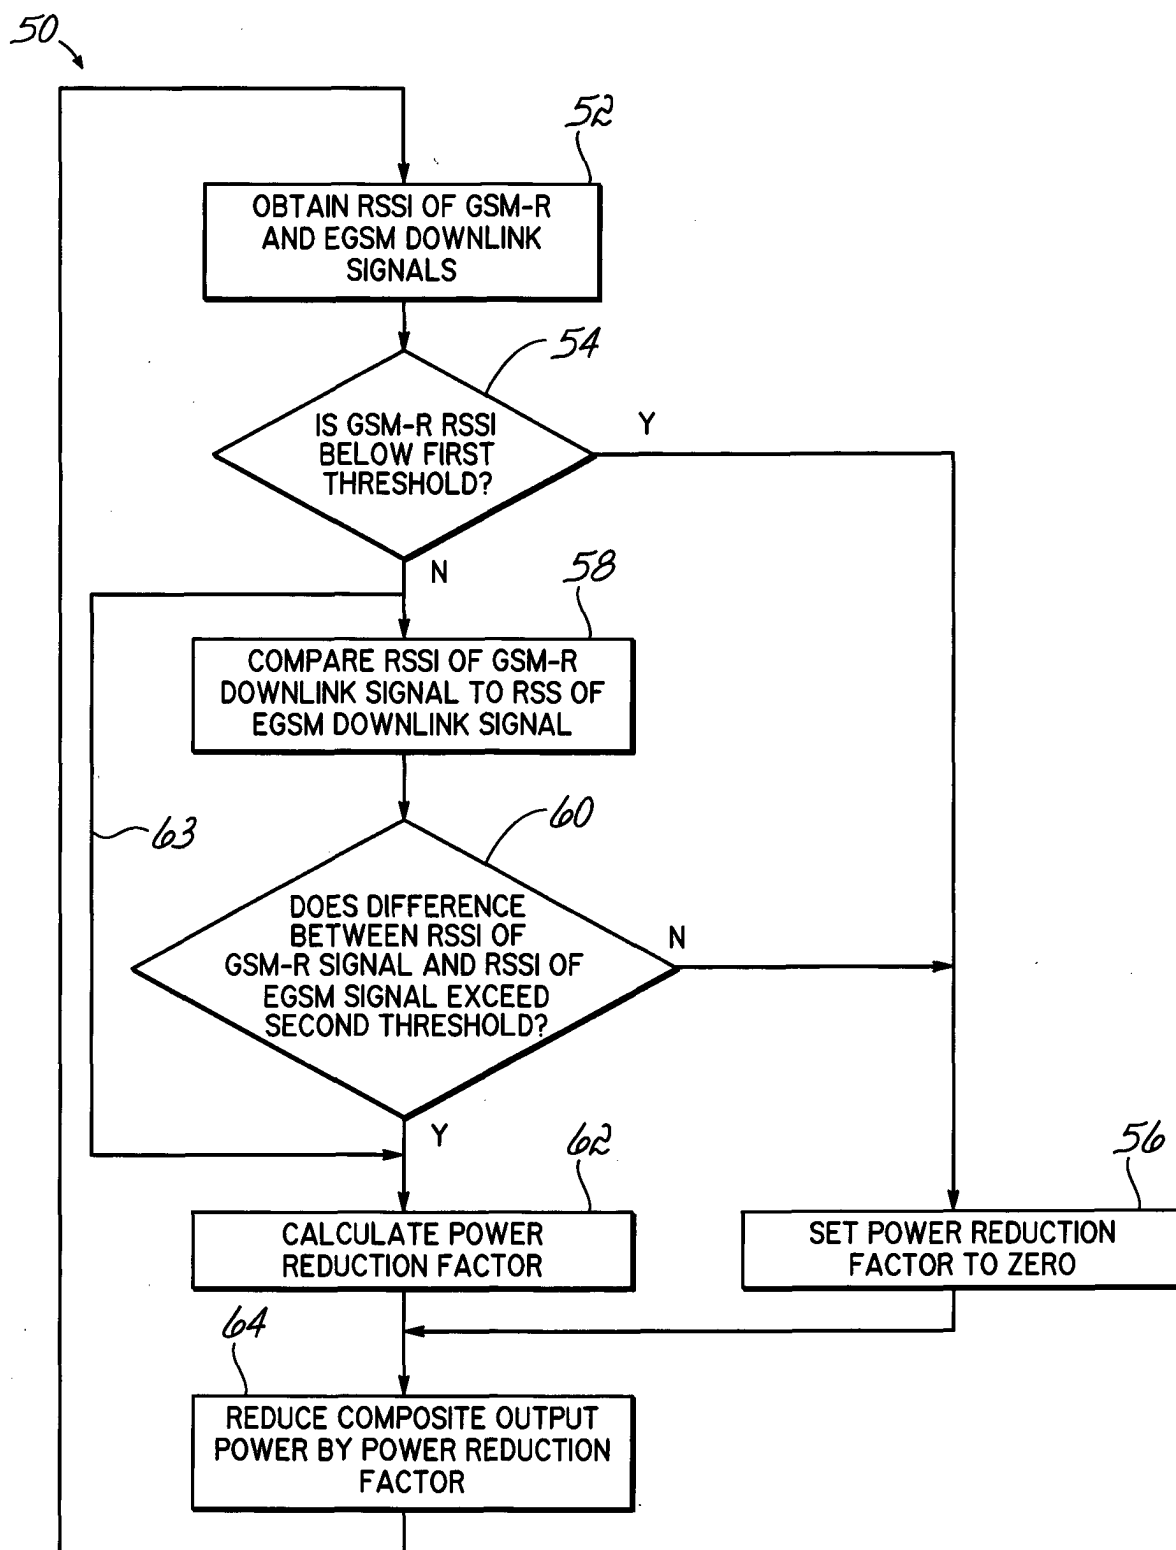 50
52
OBTAIN RSSI OF GSM-R
AND EGSM DOWNLINK
SIGNALS
54
IS GSM-R RSSI
BELOW FIRST
THRESHOLD?
Y
N
58
COMPARE RSSI OF GSM-R
DOWNLINK SIGNAL TO RSS OF
EGSM DOWNLINK SIGNAL
63
60
DOES DIFFERENCE
BETWEEN RSSI OF
GSM-R SIGNAL AND RSSI OF
EGSM SIGNAL EXCEED
SECOND THRESHOLD?
N
Y
62
CALCULATE POWER
REDUCTION FACTOR
56
SET POWER REDUCTION
FACTOR TO ZERO
64
REDUCE COMPOSITE OUTPUT
POWER BY POWER REDUCTION
FACTOR